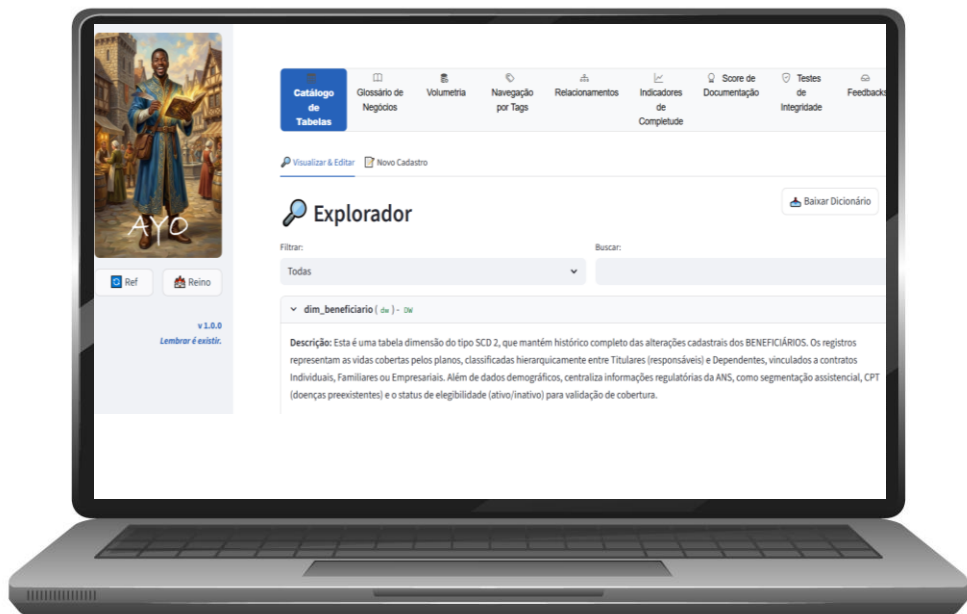 AYO
Ref
Reino
v 1.0.0
Lembrar é existir.
Catálogo
de
Tabelas
Glossário de
Negócios
Volumetria
Navegação
por Tags
Relacionamentos
Indicadores
de
Completude
Score de
Documentação
Testes
de
Integridade
Feedbacks
Visualizar & Editar
Novo Cadastro
Explorador
Baixar Dicionário
Filtrar:
Buscar:
Todas
dim_beneficiario ( dw ) - DW
Descrição: Esta é uma tabela dimensão do tipo SCD 2, que mantém histórico completo das alterações cadastrais dos BENEFICIÁRIOS. Os registros
representam as vidas cobertas pelos planos, classificadas hierarquicamente entre Titulares (responsáveis) e Dependentes, vinculados a contratos
Individuais, Familiares ou Empresariais. Além de dados demográficos, centraliza informações regulatórias da ANS, como segmentação assistencial, CPT
(doenças preexistentes) e o status de elegibilidade (ativo/inativo) para validação de cobertura.